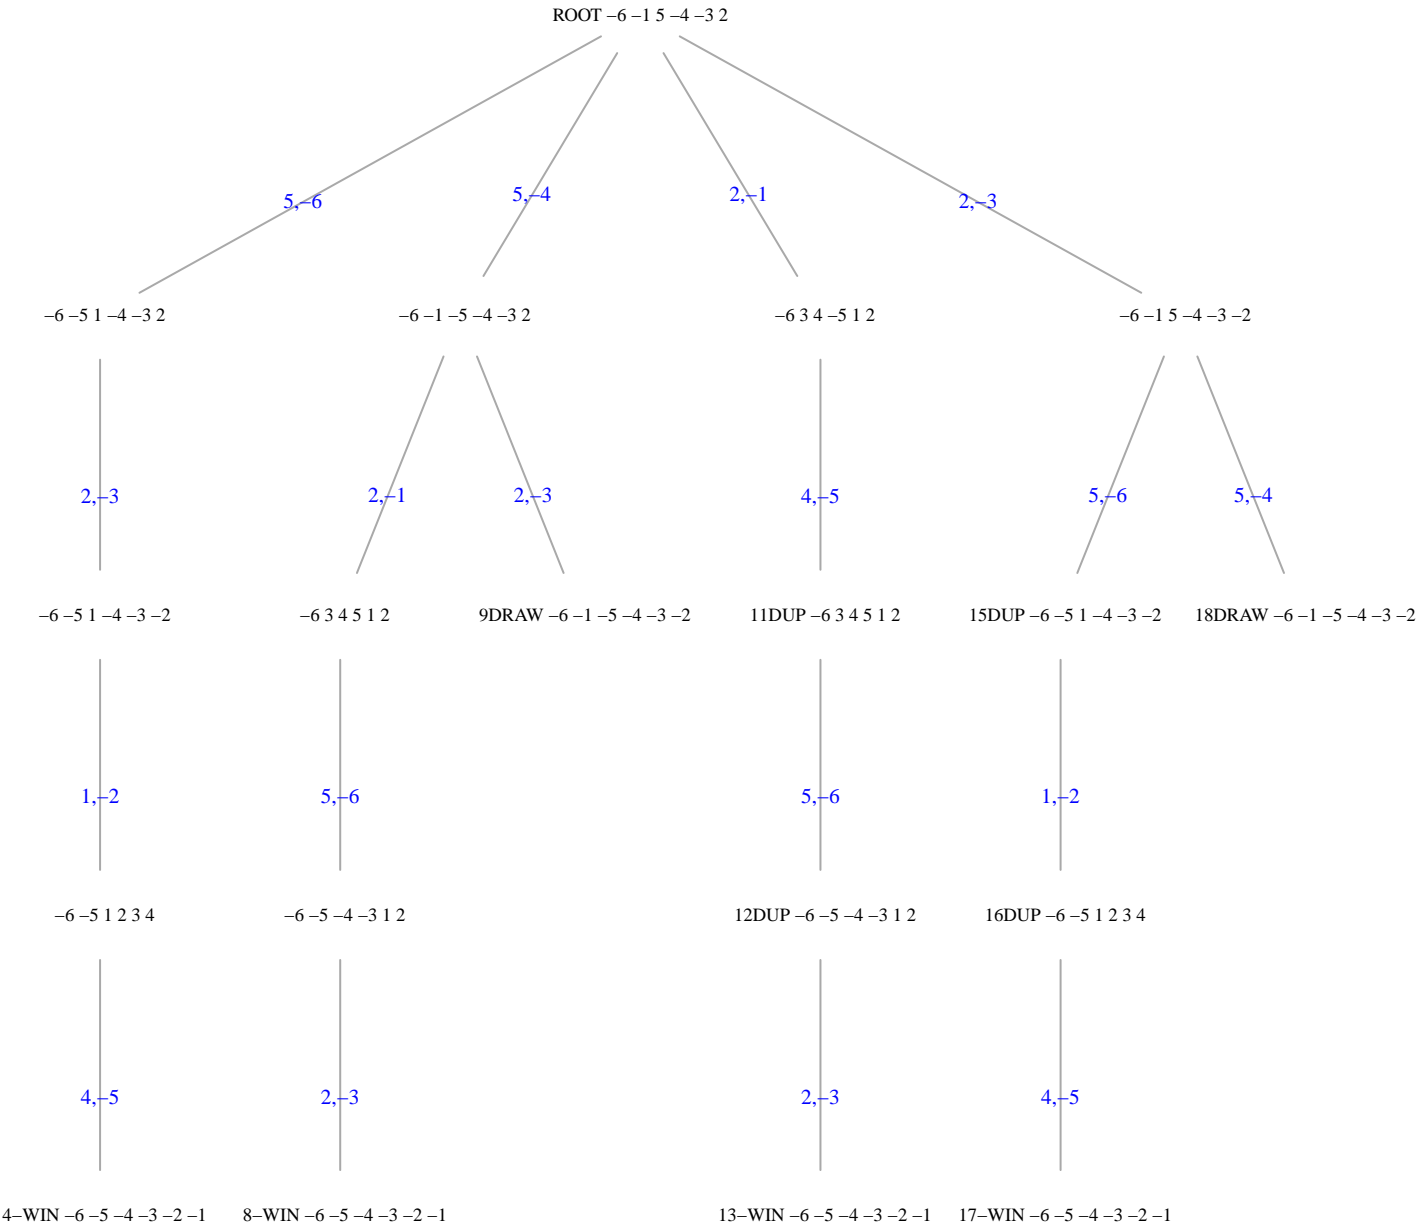 ROOT –6 –1 5 –4 –3 2
5,–6
5,–4
2,–1
2,–3
–6 –5 1 –4 –3 2
–6 –1 –5 –4 –3 2
–6 3 4 –5 1 2
–6 –1 5 –4 –3 –2
2,–3
2,–1
2,–3
4,–5
5,–6
5,–4
–6 –5 1 –4 –3 –2
–6 3 4 5 1 2
9DRAW –6 –1 –5 –4 –3 –2
11DUP –6 3 4 5 1 2
15DUP –6 –5 1 –4 –3 –2
18DRAW –6 –1 –5 –4 –3 –2
1,–2
5,–6
5,–6
1,–2
–6 –5 1 2 3 4
–6 –5 –4 –3 1 2
12DUP –6 –5 –4 –3 1 2
16DUP –6 –5 1 2 3 4
4,–5
2,–3
2,–3
4,–5
4–WIN –6 –5 –4 –3 –2 –1
8–WIN –6 –5 –4 –3 –2 –1
13–WIN –6 –5 –4 –3 –2 –1
17–WIN –6 –5 –4 –3 –2 –1